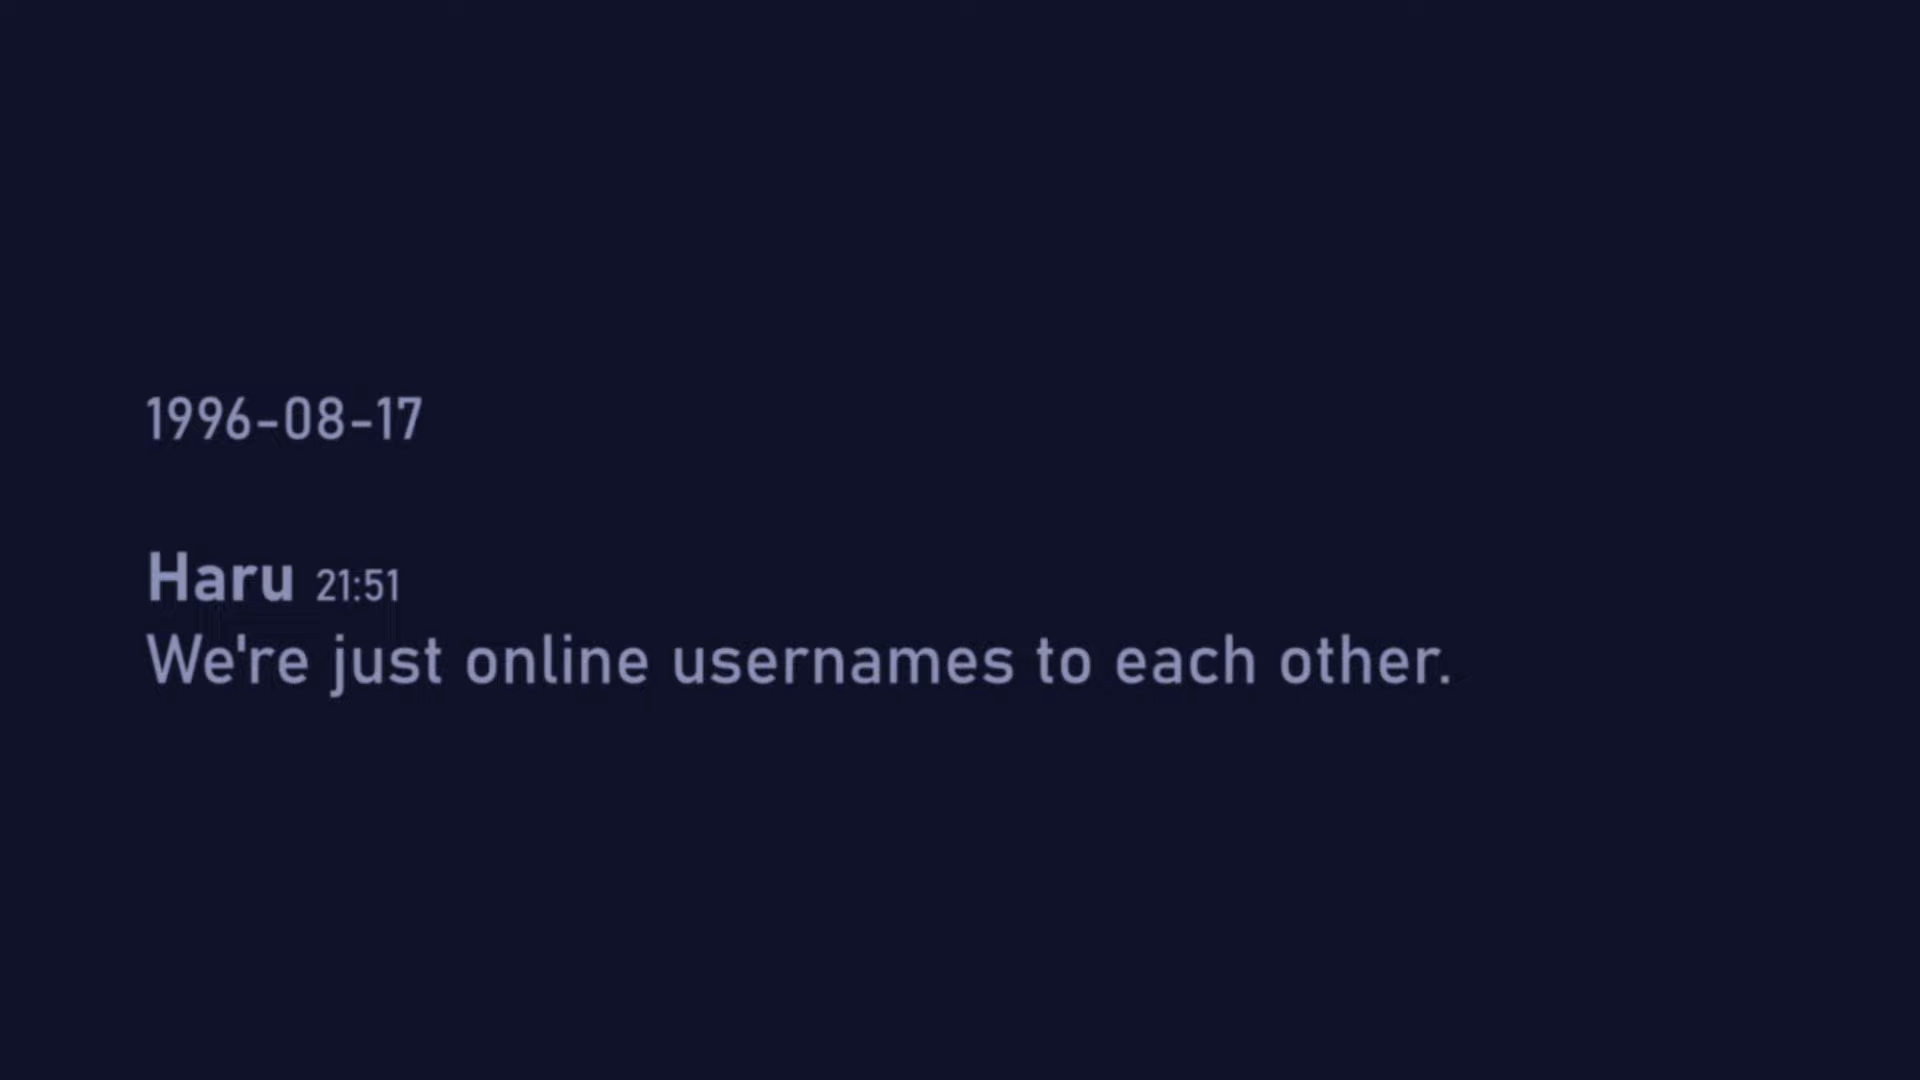 1996-08-17
Haru 21:51
We're just online usernames to each other.